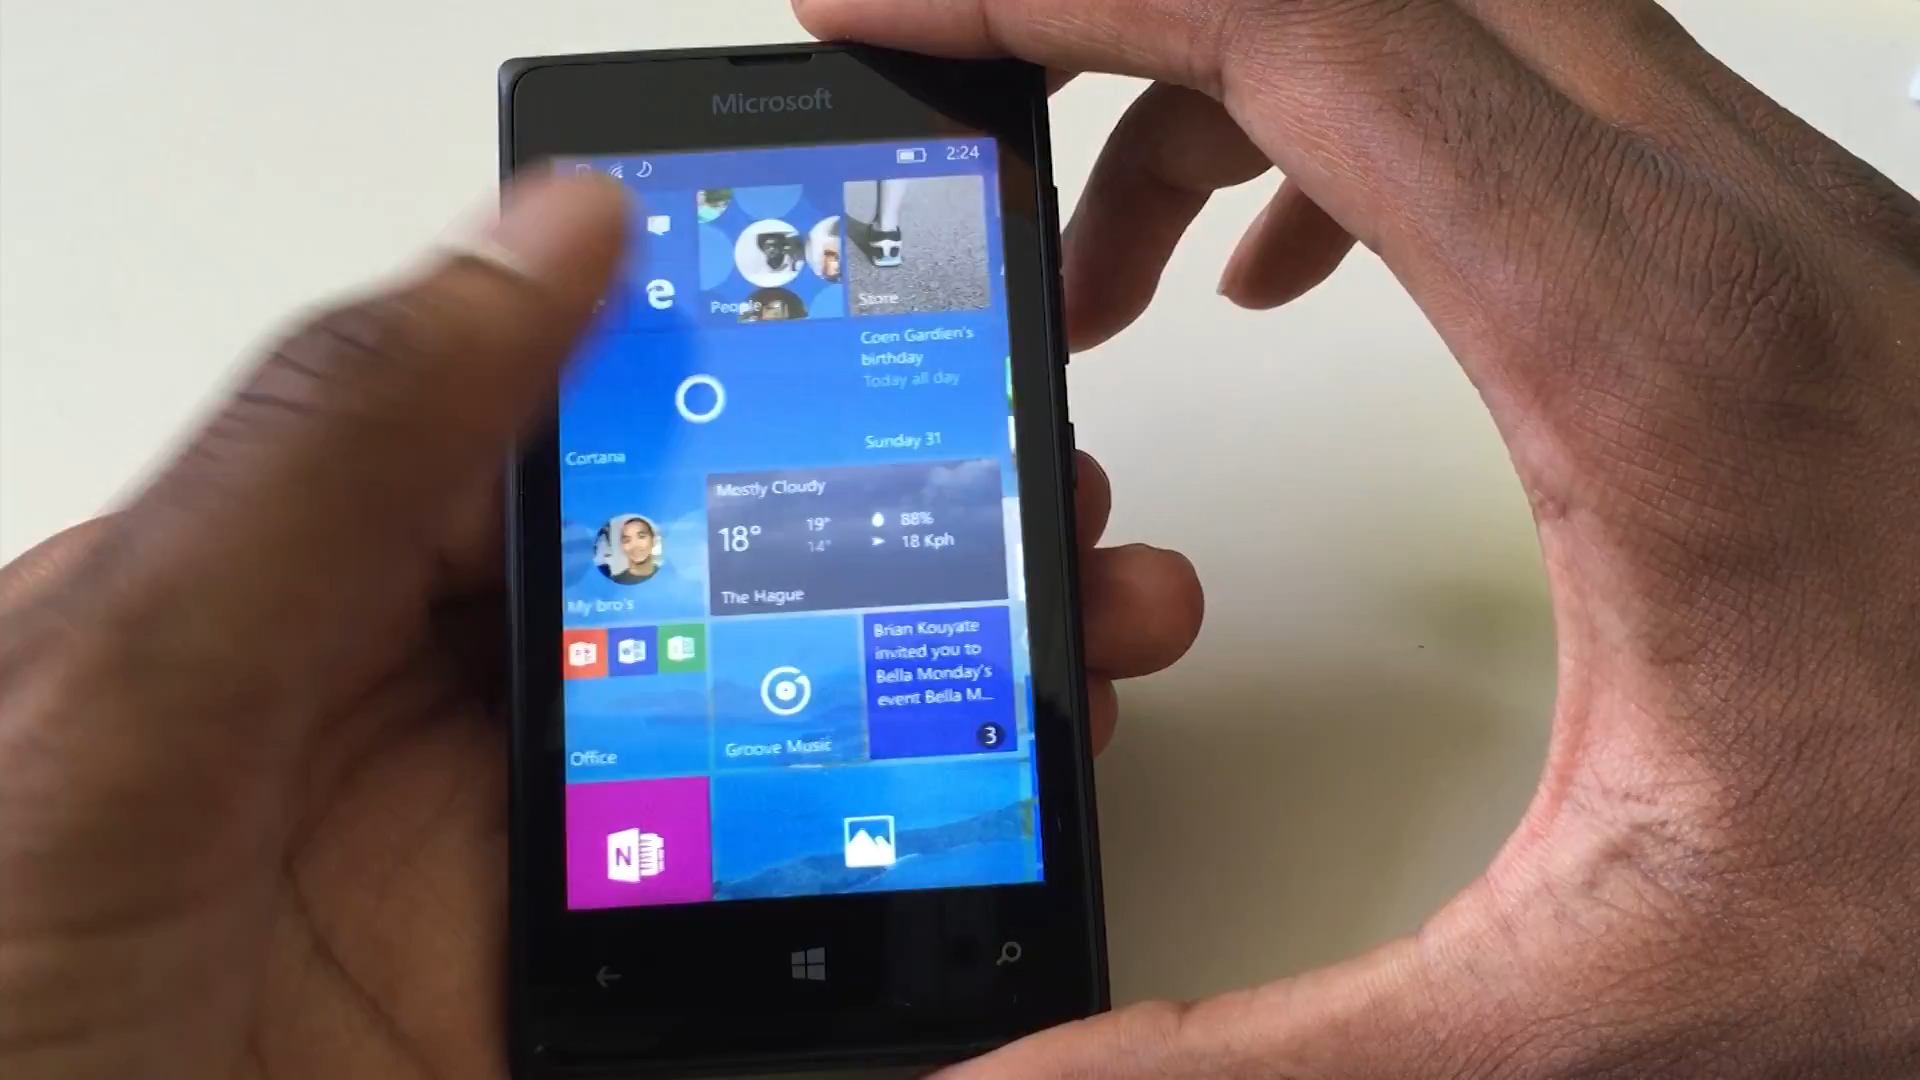 Microsoft
2:24
People
Store
Coen Gardien's
birthday
Today all day
Sunday 31
Cortana
Mostly Cloudy
18° 19° 88%
14° 18 Kph
The Hague
My bro's
Brian Kouyate
invited you to
Bella Monday's
event Bella M...
3
Office
Groove Music
N